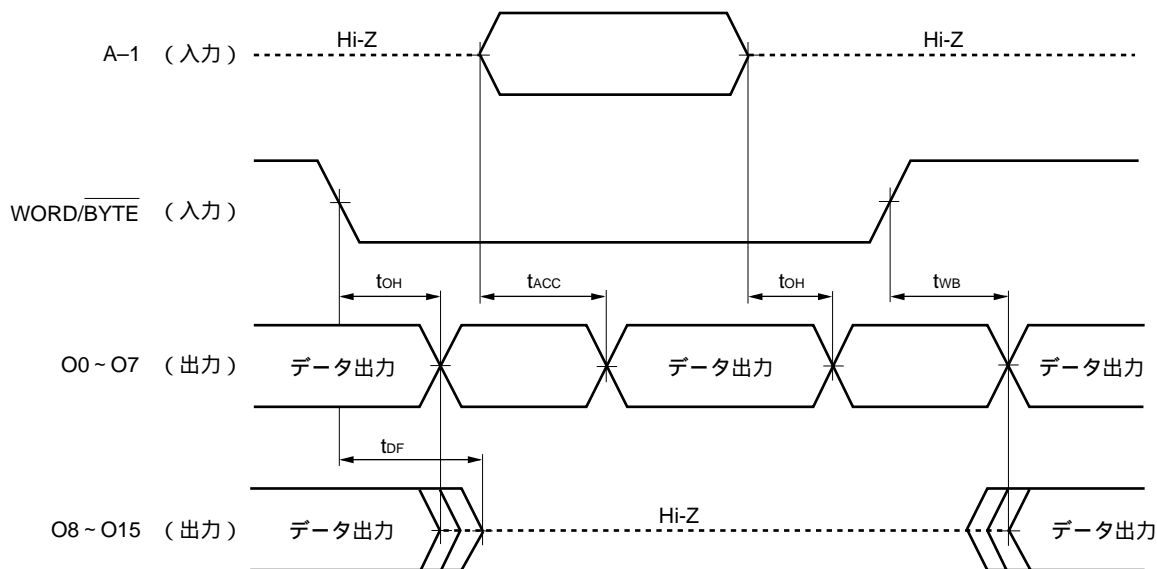 A–1 （入力） Hi-Z Hi-Z
WORD/BYTE （入力）
tOH tACC tOH tWB
O0～O7 （出力） データ出力 データ出力 データ出力
tDF
O8～O15 （出力） データ出力 Hi-Z データ出力